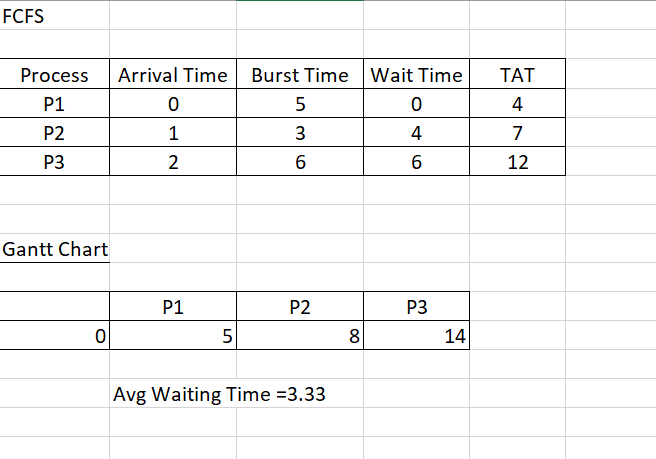 FCFS
Process Arrival Time Burst Time Wait Time TAT
P1 0 5 0 4
P2 1 3 4 7
P3 2 6 6 12
Gantt Chart
P1 P2 P3
0 5 8 14
Avg Waiting Time =3.33